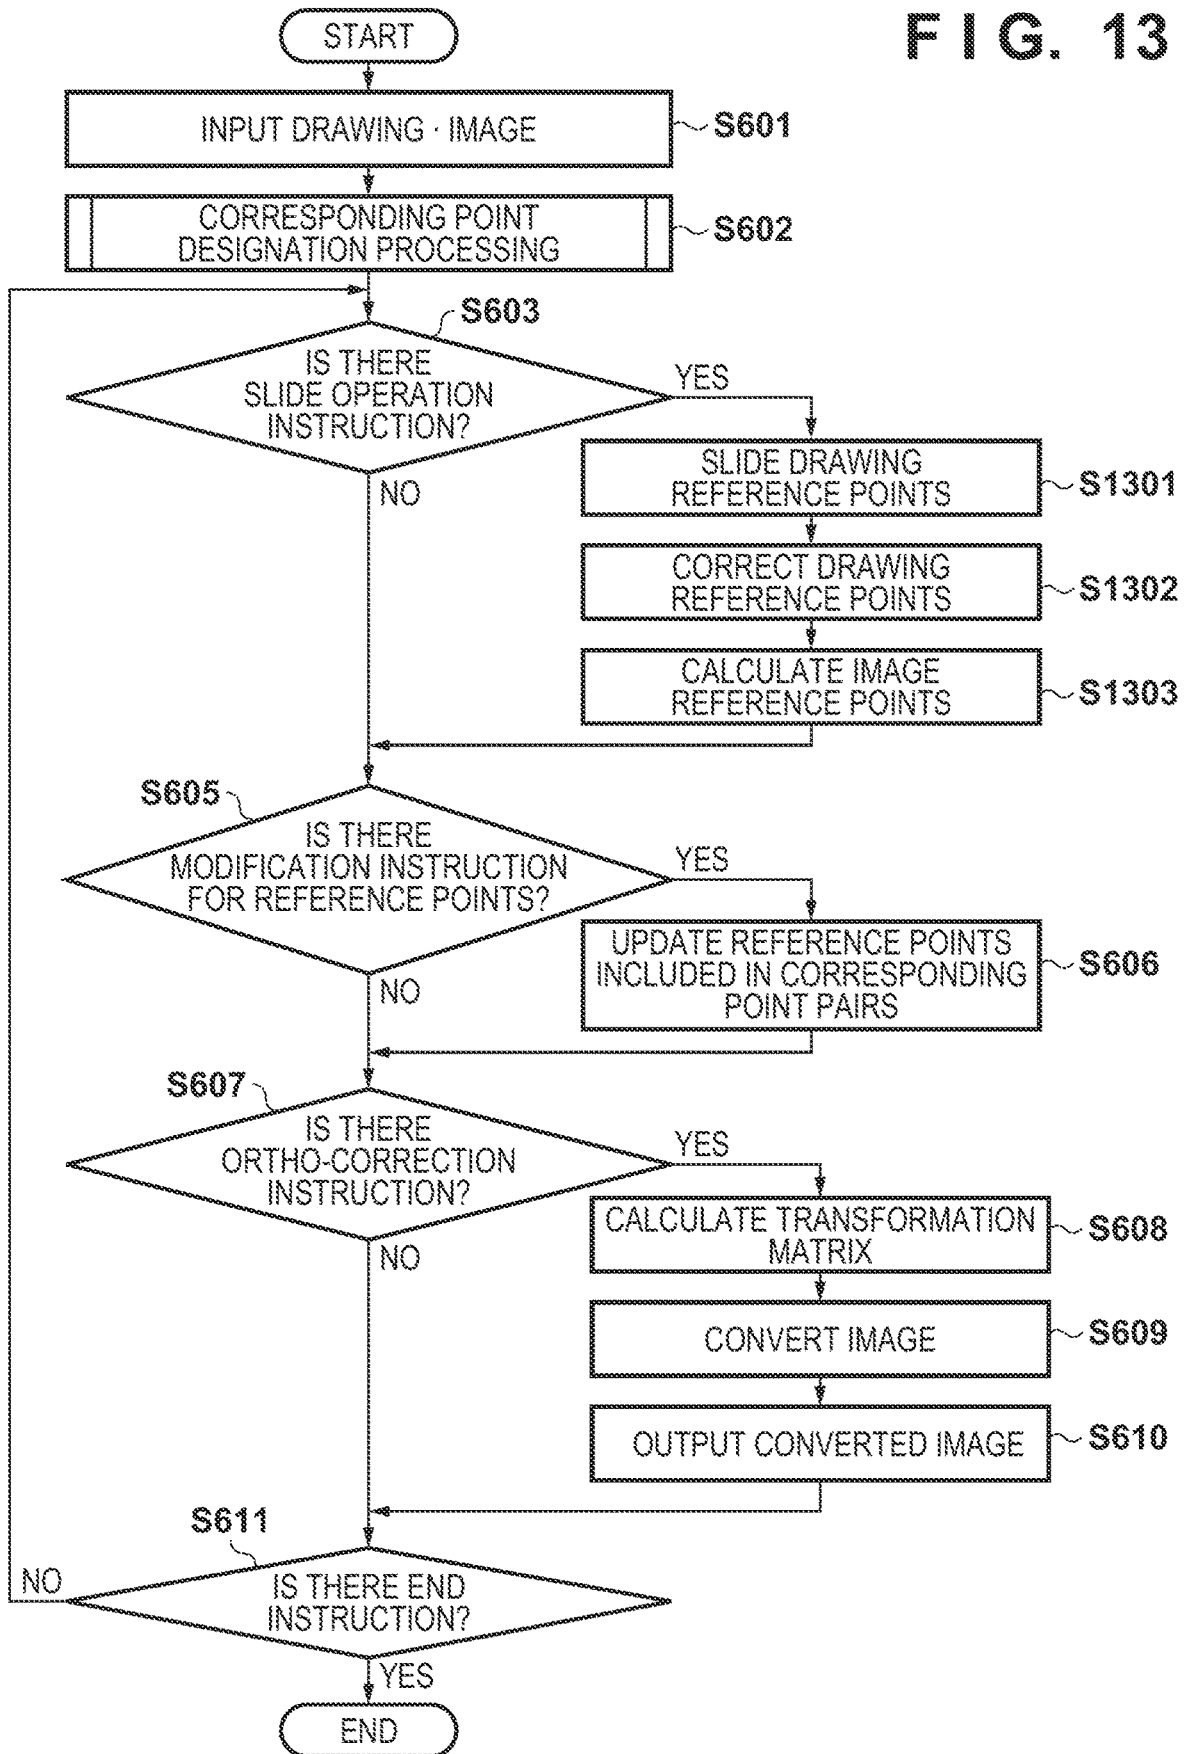 FIG. 13
START
INPUT DRAWING · IMAGE
S601
CORRESPONDING POINT
DESIGNATION PROCESSING
S602
S603
IS THERE
SLIDE OPERATION
INSTRUCTION?
YES
NO
SLIDE DRAWING
REFERENCE POINTS
S1301
CORRECT DRAWING
REFERENCE POINTS
S1302
CALCULATE IMAGE
REFERENCE POINTS
S1303
S605
IS THERE
MODIFICATION INSTRUCTION
FOR REFERENCE POINTS?
YES
NO
UPDATE REFERENCE POINTS
INCLUDED IN CORRESPONDING
POINT PAIRS
S606
S607
IS THERE
ORTHO-CORRECTION
INSTRUCTION?
YES
NO
CALCULATE TRANSFORMATION
MATRIX
S608
CONVERT IMAGE
S609
OUTPUT CONVERTED IMAGE
S610
S611
IS THERE END
INSTRUCTION?
NO
YES
END